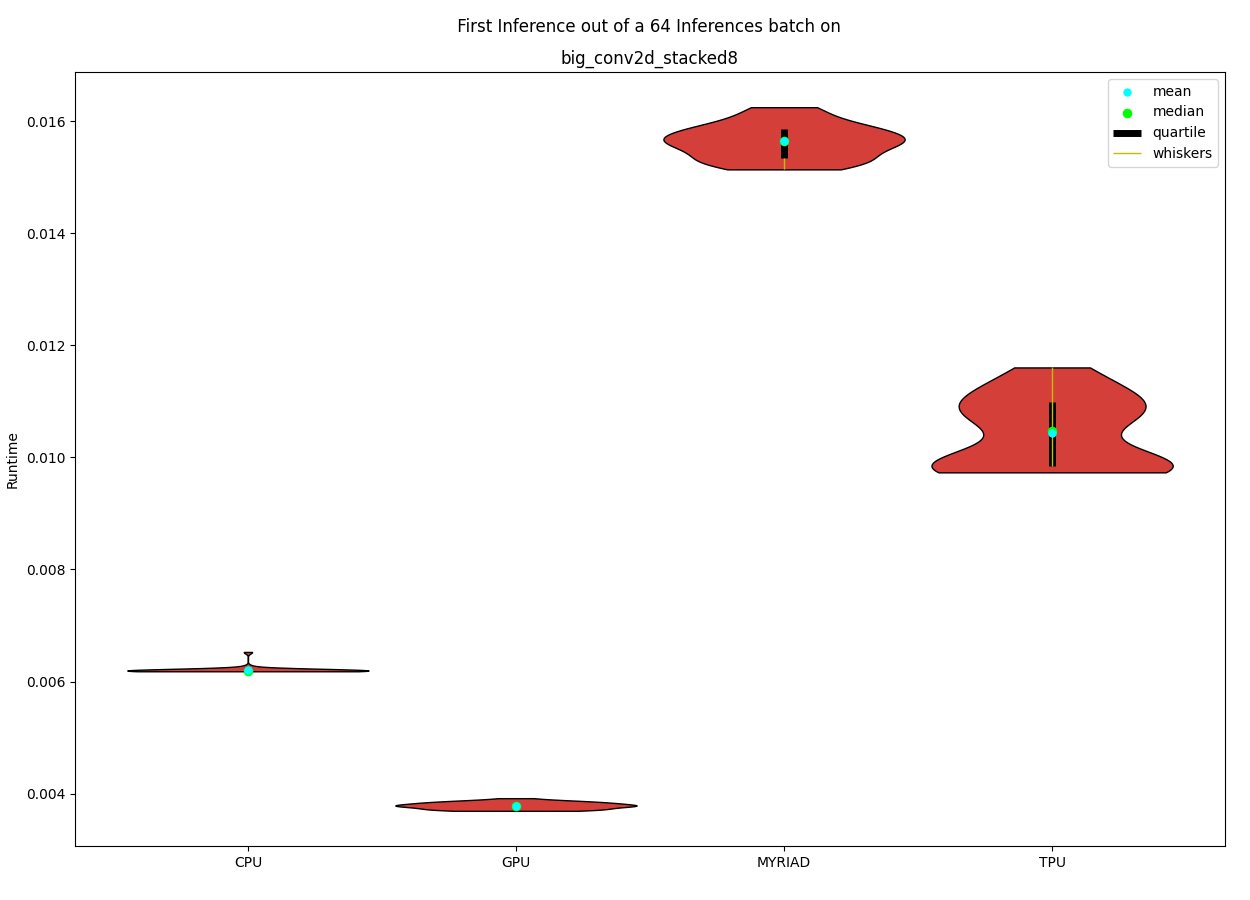 First Inference out of a 64 Inferences batch on
big_conv2d_stacked8
mean
median
quartile
whiskers
0.016
0.014
0.012
0.010
0.008
0.006
0.004
Runtime
CPU
GPU
MYRIAD
TPU